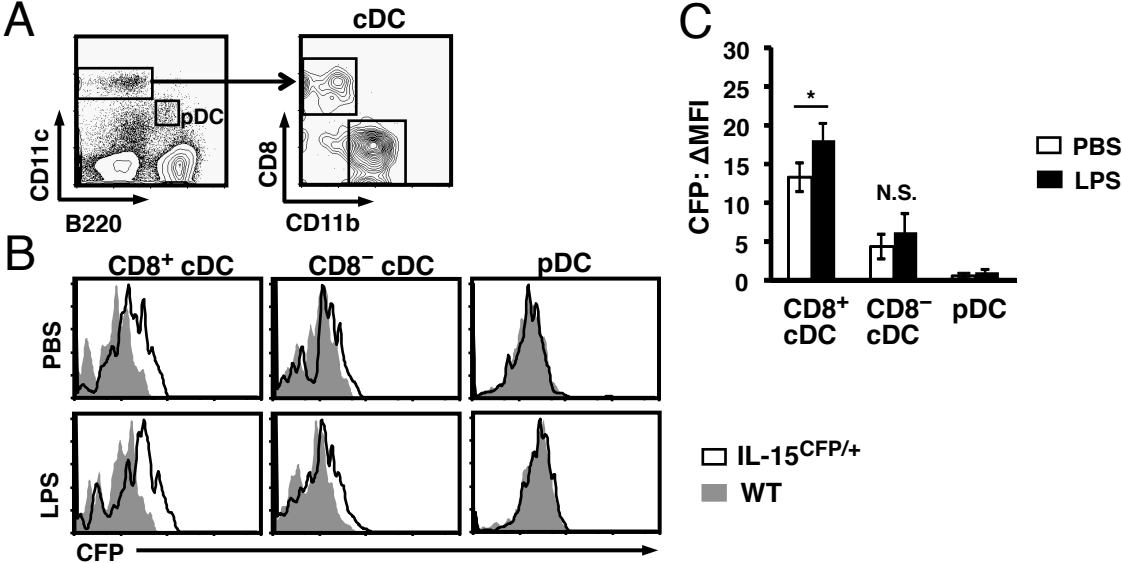 A
cDC
pDC
CD11c
B220
CD8
CD11b
B
CD8⁺ cDC
CD8⁻ cDC
pDC
PBS
LPS
CFP
IL-15ᶜᶠᴾ/⁺
WT
C
CFP: ΔMFI
30
25
20
15
10
5
0
*
N.S.
CD8⁺
cDC
CD8⁻
cDC
pDC
PBS
LPS